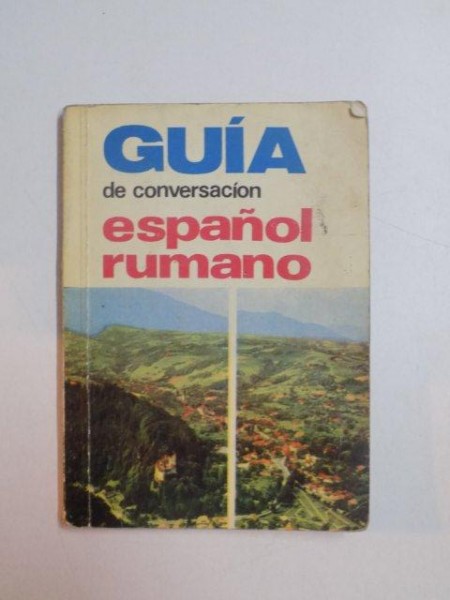 GUÍA
de conversacíon
español
rumano